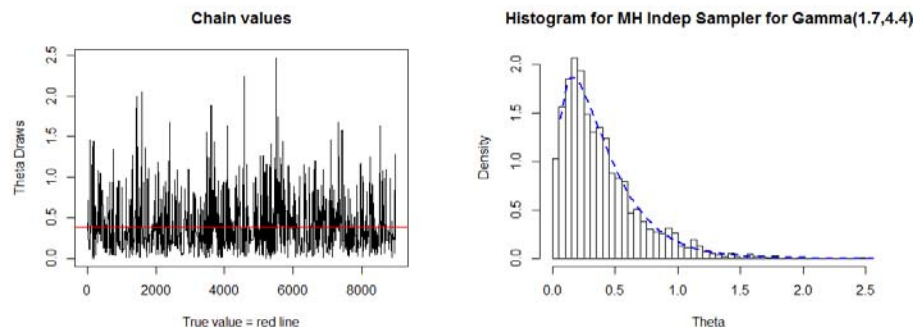 Chain values
Theta Draws
2.5
2.0
1.5
1.0
0.5
0.0
0 2000 4000 6000 8000
True value = red line
Histogram for MH Indep Sampler for Gamma(1.7,4.4)
Density
2.0
1.5
1.0
0.5
0.0
0.0 0.5 1.0 1.5 2.0 2.5
Theta